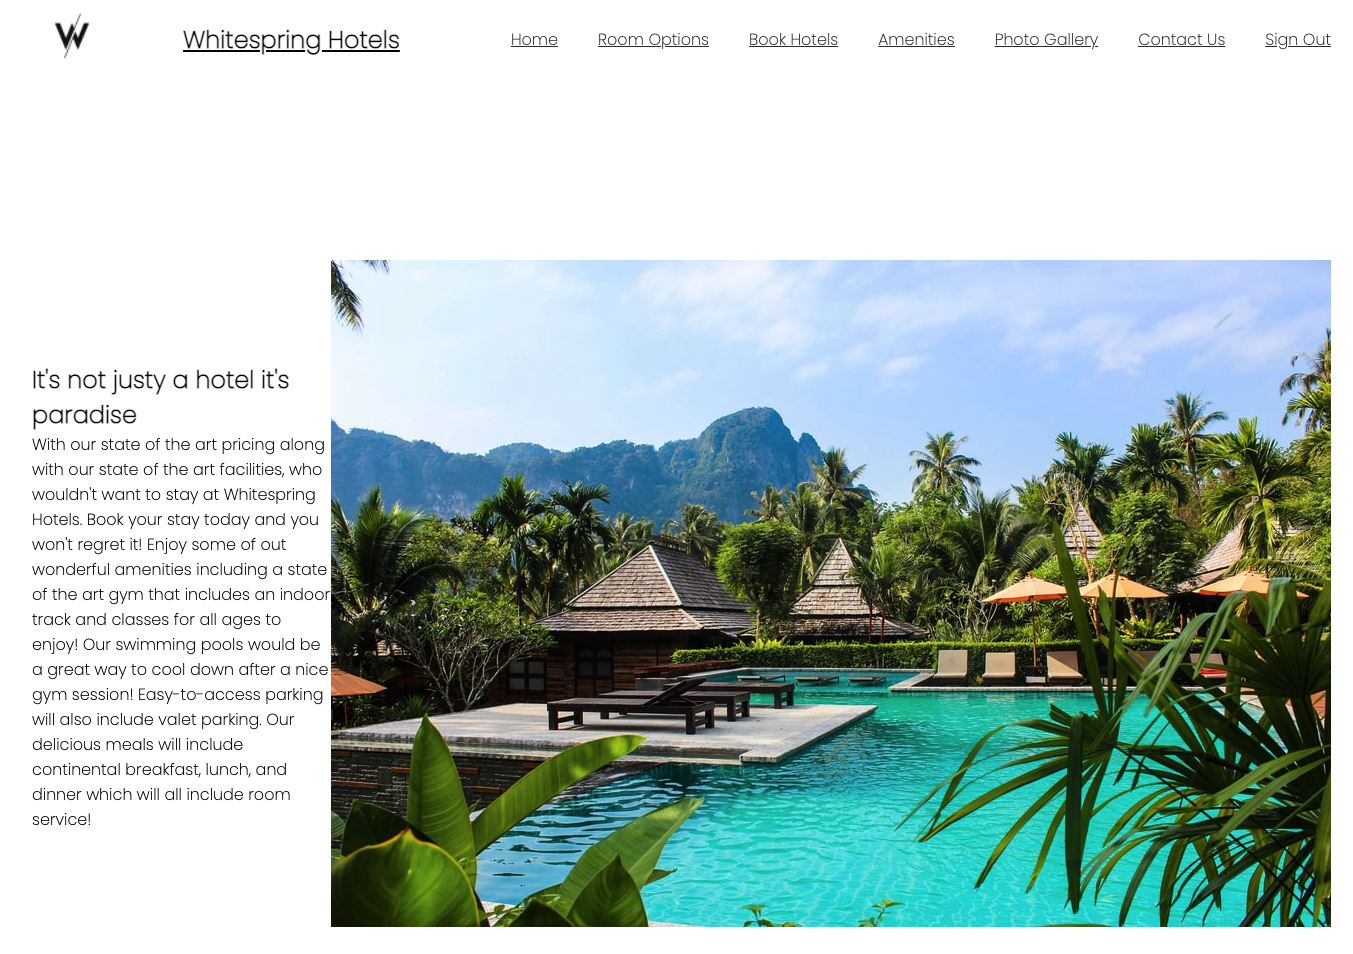 W
Whitespring Hotels
Home Room Options Book Hotels Amenities Photo Gallery Contact Us Sign Out
It's not justy a hotel it's
paradise
With our state of the art pricing along
with our state of the art facilities, who
wouldn't want to stay at Whitespring
Hotels. Book your stay today and you
won't regret it! Enjoy some of out
wonderful amenities including a state
of the art gym that includes an indoor
track and classes for all ages to
enjoy! Our swimming pools would be
a great way to cool down after a nice
gym session! Easy-to-access parking
will also include valet parking. Our
delicious meals will include
continental breakfast, lunch, and
dinner which will all include room
service!